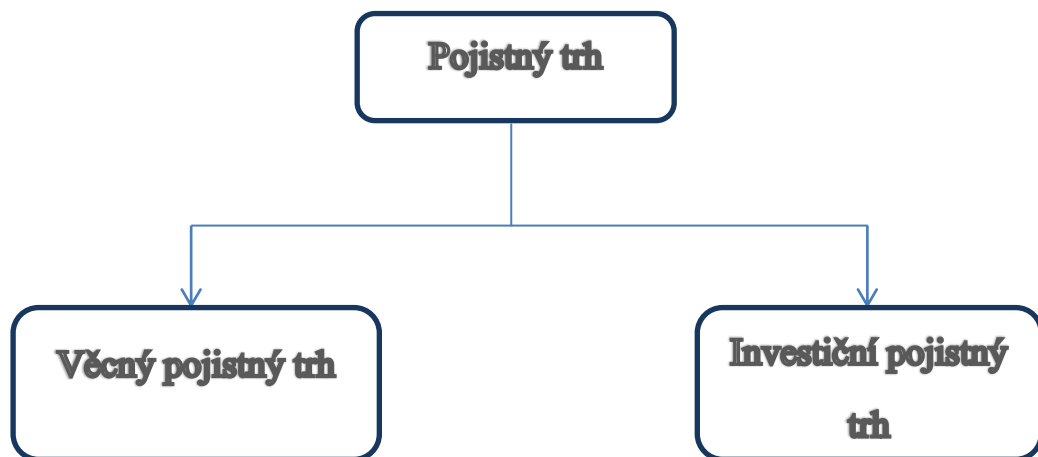 Pojistný trh
Věcný pojistný trh
Investiční pojistný
trh